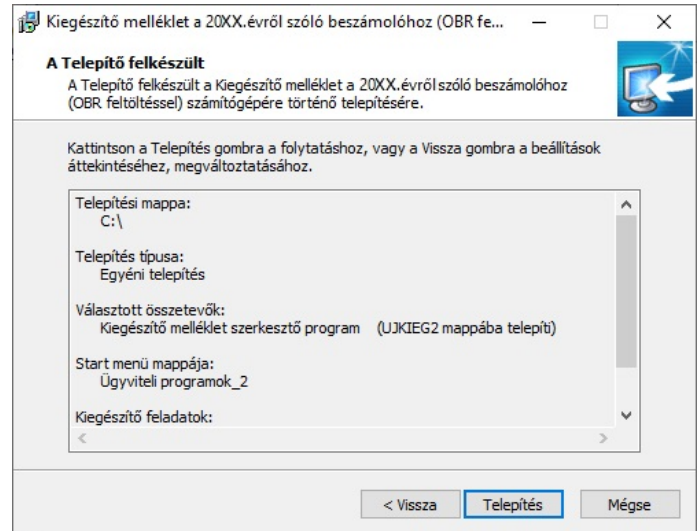 Kiegészítő melléklet a 20XX.évről szóló beszámolóhoz (OBR fe...
A Telepítő felkészült
A Telepítő felkészült a Kiegészítő melléklet a 20XX.évről szóló beszámolóhoz
(OBR feltöltéssel) számítógépére történő telepítésére.
Kattintson a Telepítés gombra a folytatáshoz, vagy a Vissza gombra a beállítások
áttekintéséhez, megváltoztatásához.
Telepítési mappa:
C:\
Telepítés típusa:
Egyéni telepítés
Választott összetevők:
Kiegészítő melléklet szerkesztő program (UJKIEG2 mappába telepíti)
Start menü mappája:
Ügyviteli programok_2
Kiegészítő feladatok:
< Vissza Telepítés Mégse